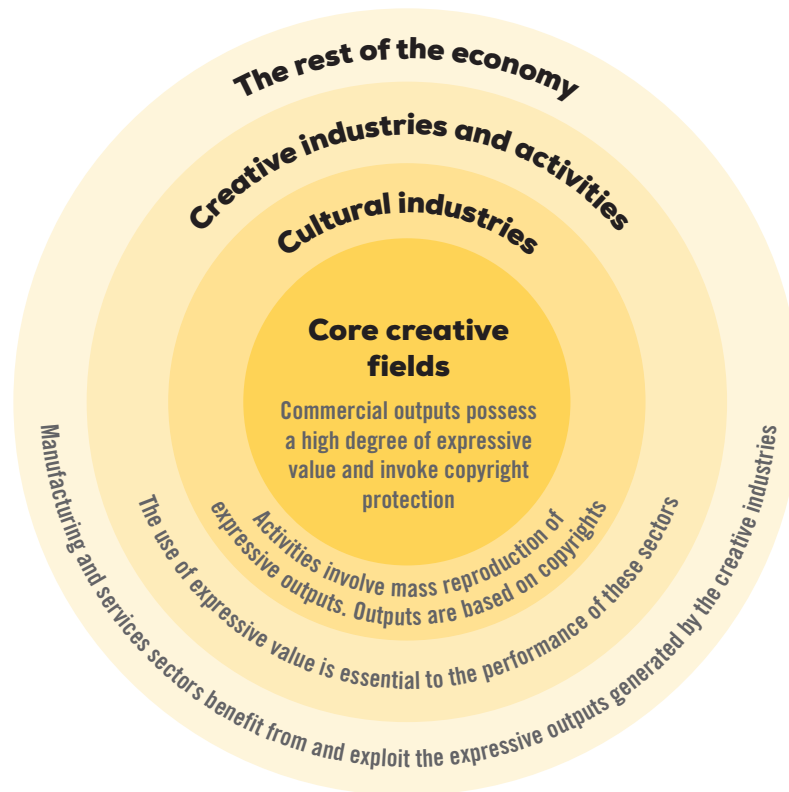 The rest of the economy
Creative industries and activities
Cultural industries
Core creative
fields
Commercial outputs possess
a high degree of expressive
value and invoke copyright
protection
Activities involve mass reproduction of
expressive outputs. Outputs are based on copyrights
The use of expressive value is essential to the performance of these sectors
Manufacturing and services sectors benefit from and exploit the expressive outputs generated by the creative industries